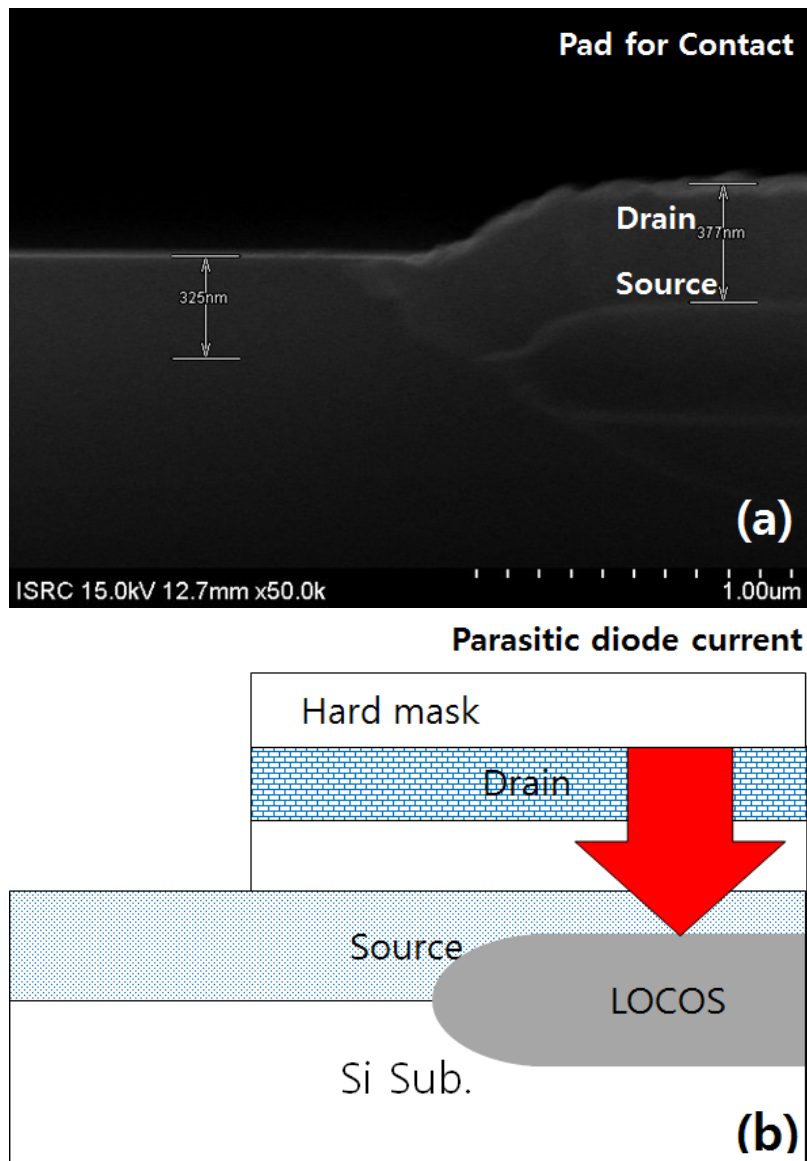 Pad for Contact
Drain
377nm
Source
325nm
(a)
ISRC 15.0kV 12.7mm x50.0k
1.00um
Parasitic diode current
Hard mask
Drain
Source
LOCOS
Si Sub.
(b)